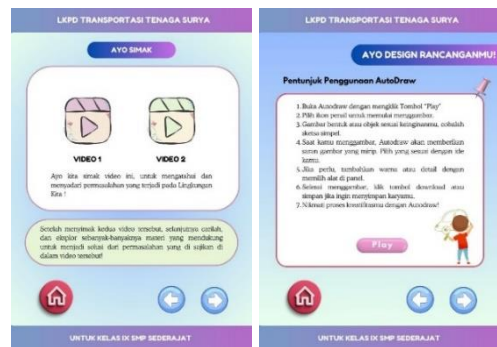 LKPD TRANSPORTASI TENAGA SURYA
AYO SIMAK
VIDEO 1
VIDEO 2
Ayo kita simak video ini, untuk mengetahui dan
menyadari permasalahan yang terjadi pada Lingkungan
Kita !
Setelah menyimak kedua video tersebut, selanjutnya carilah,
dan eksplor sebanyak-banyaknya materi yang mendukung
untuk menjadi solusi dari permasalahan yang di sajikan di
dalam video tersebut!
UNTUK KELAS IX SMP SEDERAJAT
LKPD TRANSPORTASI TENAGA SURYA
AYO DESIGN RANCANGANMU!
Pentunjuk Penggunaan AutoDraw
1. Buka Autodraw dengan mengklik Tombol "Play"
2. Pilih ikon pensil untuk memulai menggambar.
3. Gambar bentuk atau objek sesuai keinginanmu, cobalah
sketsa simpel.
4. Saat kamu menggambar, Autodraw akan memberikan
saran gambar yang mirip. Pilih yang sesuai dengan ide
kamu.
5. Jika perlu, tambahkan warna atau detail dengan
memilih alat di panel.
6. Selesai menggambar, klik tombol download atau
simpan jika ingin menyimpan karyamu.
7. Nikmati proses kreatifitasmu dengan Autodraw!
Play
UNTUK KELAS IX SMP SEDERAJAT